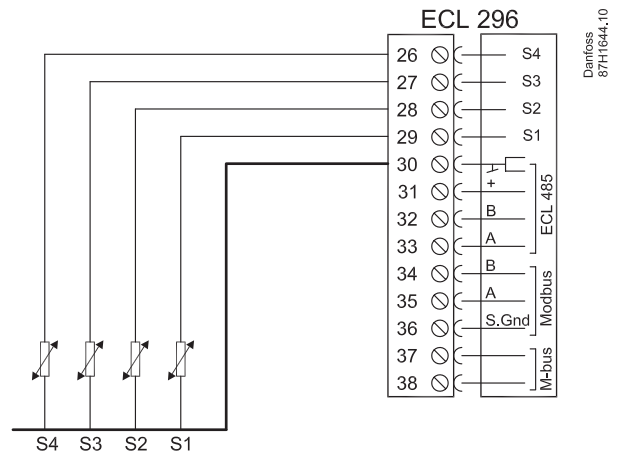 ECL 296
Danfoss
87H1644.10
26 S4
27 S3
28 S2
29 S1
30
31 +
32 B
33 A
ECL 485
34 B
35 A
36 S.Gnd
Modbus
37
38
M-bus
S4 S3 S2 S1